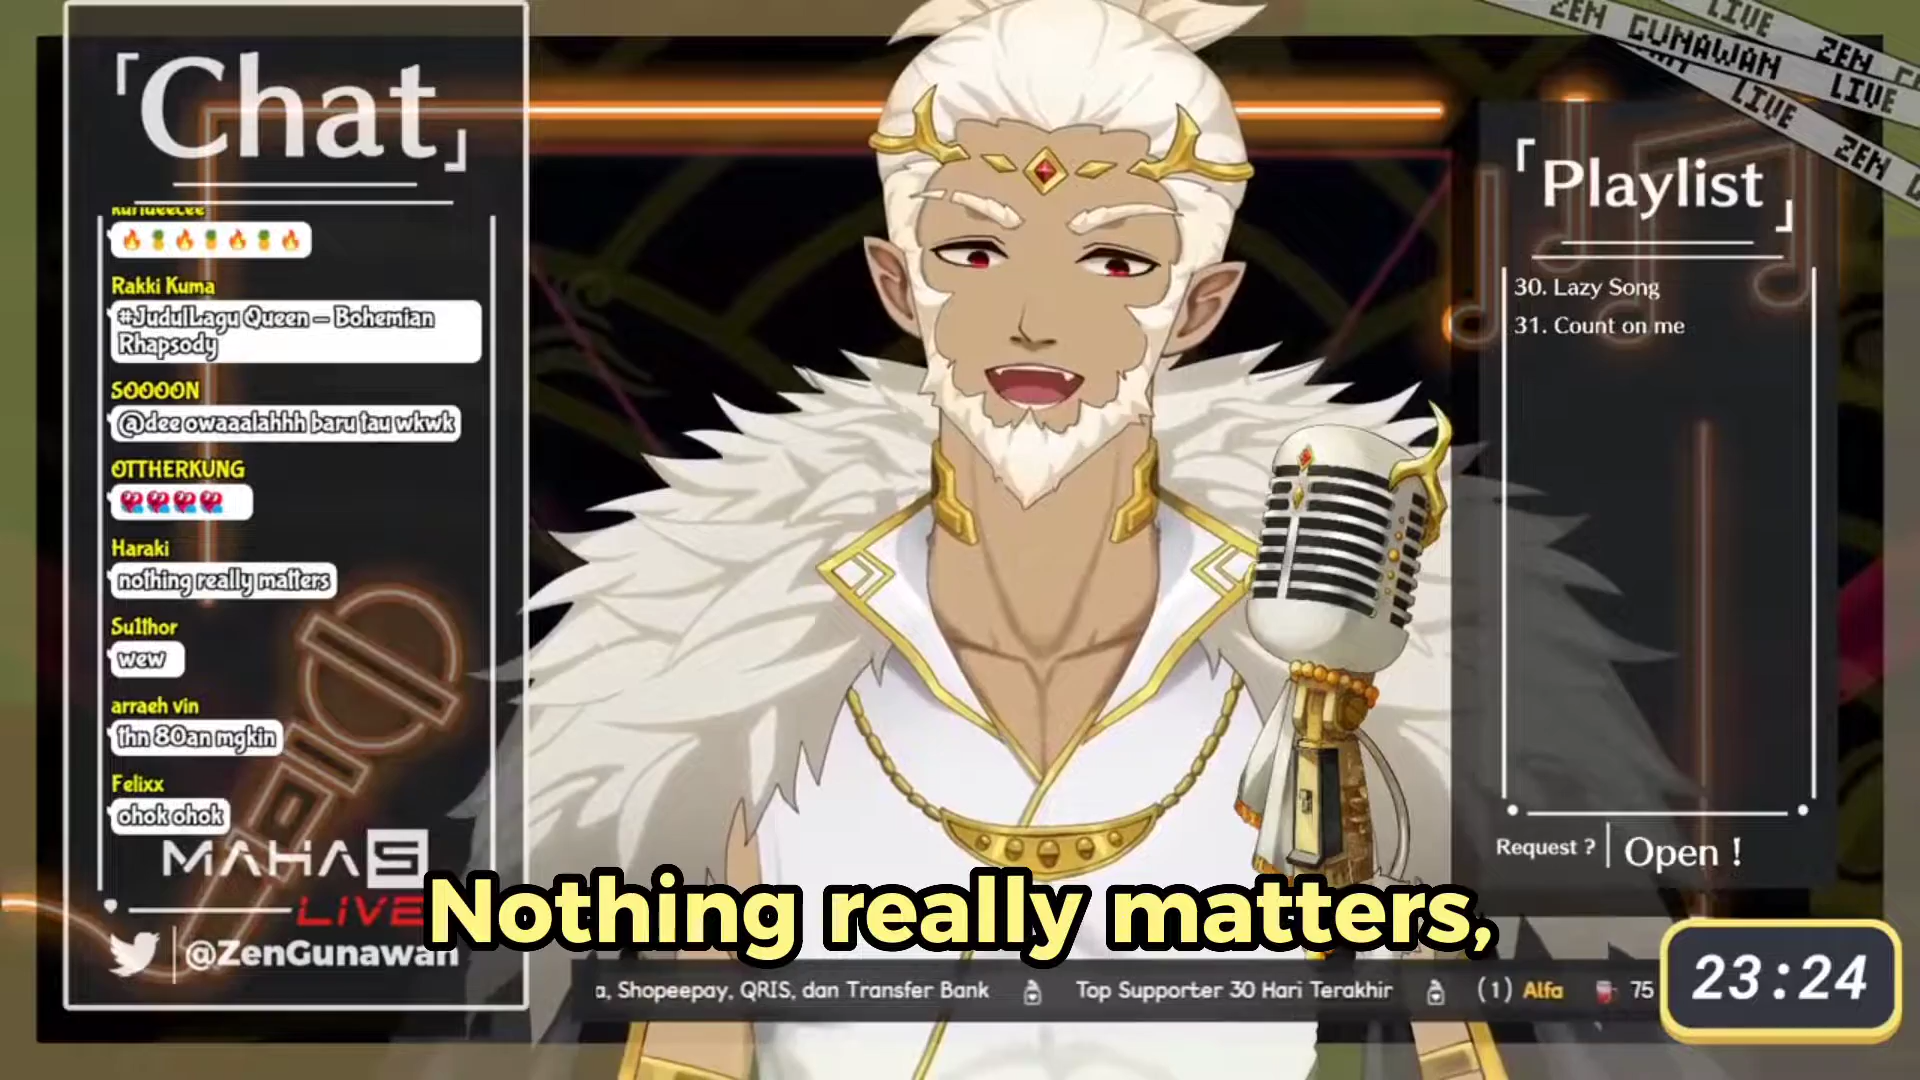 「Chat」
kurideecee
Rakki Kuma
#JudulLagu Queen – Bohemian
Rhapsody
SOOOON
@dee owaaalahhh baru tau wkwk
OTTHERKUNG
Haraki
nothing really matters
Su1thor
wew
arraeh vin
thn 80an mgkin
Felixx
ohok ohok
MAHA5
LiVE
@ZenGunawan
Nothing really matters,
a, Shopeepay, QRIS, dan Transfer Bank
Top Supporter 30 Hari Terakhir
(1) Alfa
75
23:24
「Playlist」
30. Lazy Song
31. Count on me
Request ? | Open !
ZEN LIVE ZEN
GUNAWAN LIVE
LIVE ZEN